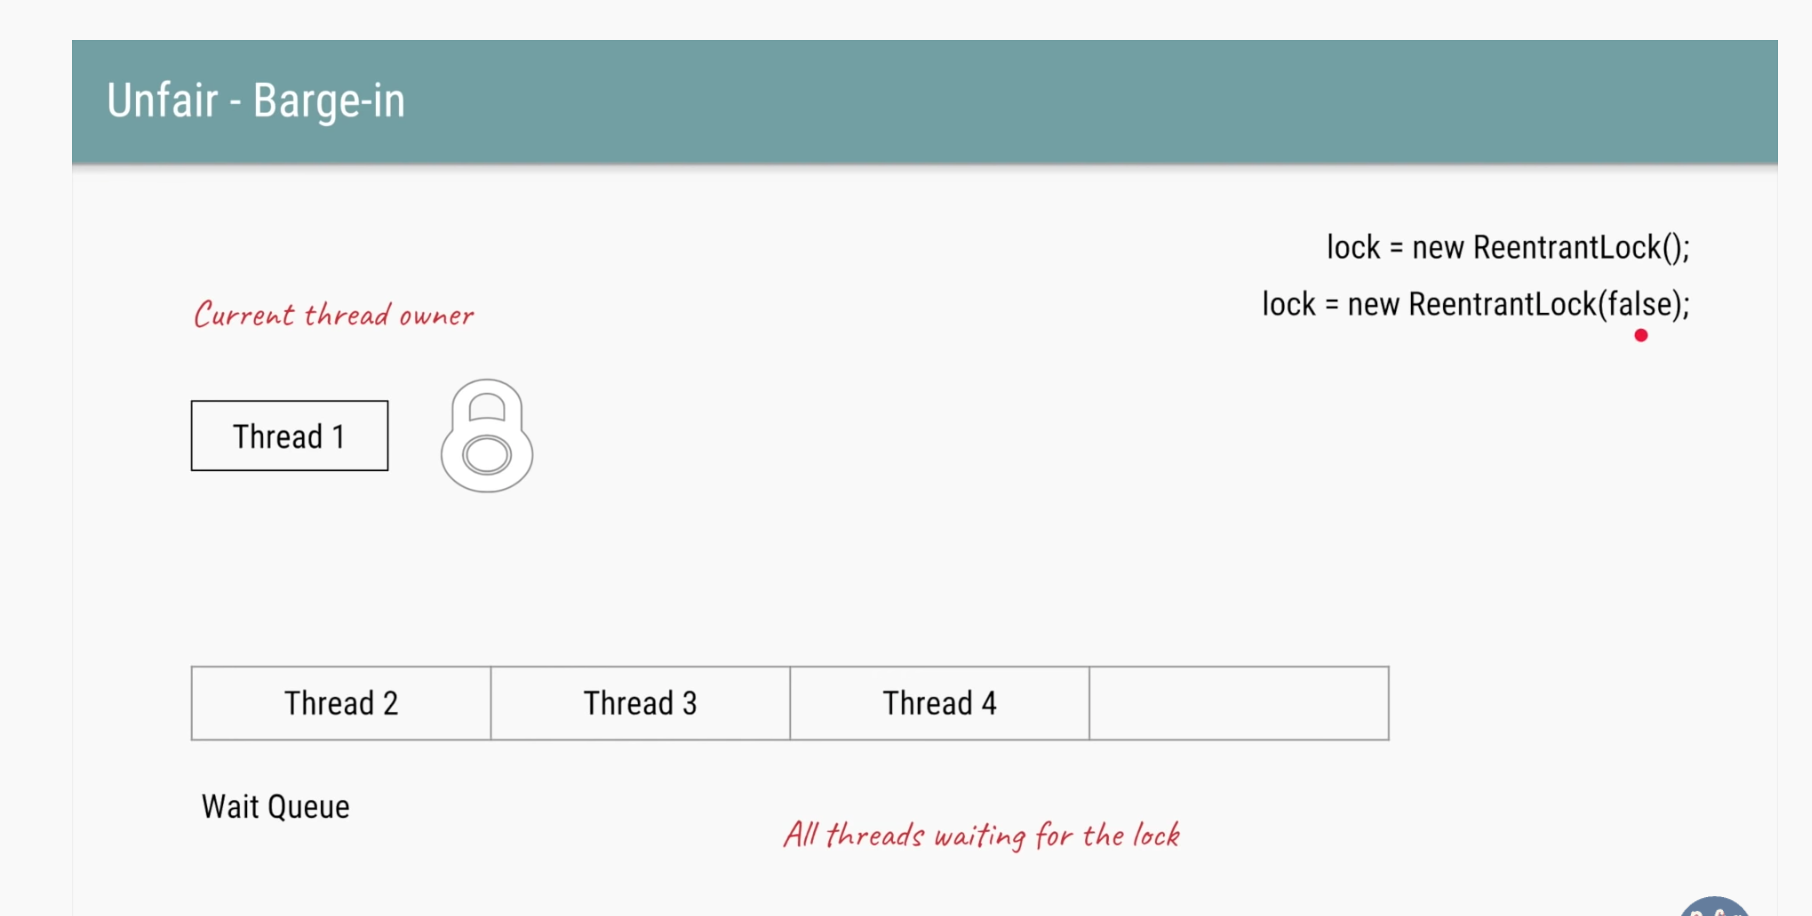 Unfair - Barge-in
lock = new ReentrantLock();
lock = new ReentrantLock(false);
Current thread owner
Thread 1
Thread 2 Thread 3 Thread 4
Wait Queue
All threads waiting for the lock